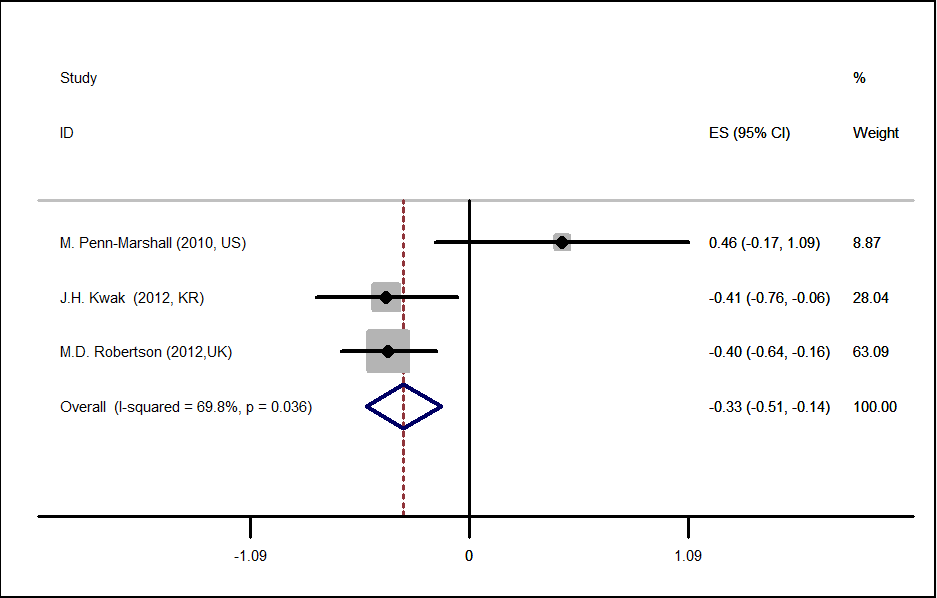 Study %
ID ES (95% CI) Weight
M. Penn-Marshall (2010, US) 0.46 (-0.17, 1.09) 8.87
J.H. Kwak  (2012, KR) -0.41 (-0.76, -0.06) 28.04
M.D. Robertson (2012,UK) -0.40 (-0.64, -0.16) 63.09
Overall  (I-squared = 69.8%, p = 0.036) -0.33 (-0.51, -0.14) 100.00
-1.09 0 1.09